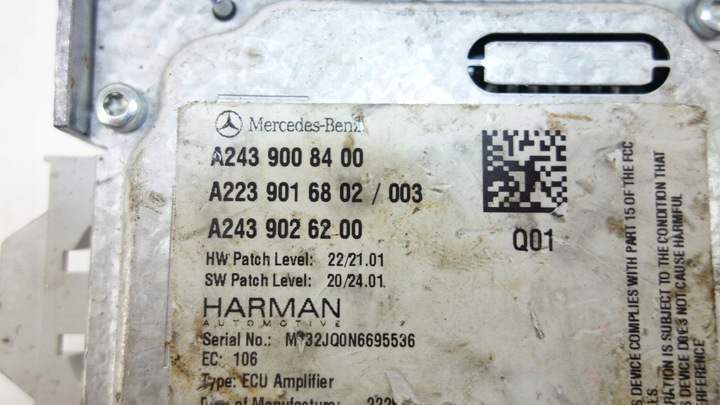 Mercedes-Benz
A243 900 84 00
A223 901 68 02 / 003
A243 902 62 00
Q01
HW Patch Level: 22/21.01
SW Patch Level: 20/24.01
HARMAN
AUTOMOTIVE
Serial No.: 32JQ0N6695536
EC: 106
Type: ECU Amplifier
of Manufacture:
DEVICE COMPLIES WITH PART 15 OF THE FCC
IS SUBJECT TO THE CONDITION THAT
DEVICE DOES NOT CAUSE HARMFUL